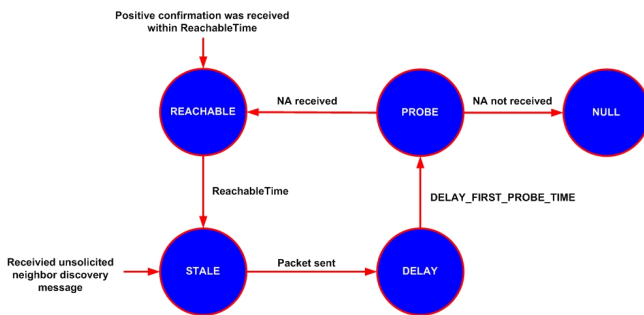 Positive confirmation was received
within ReachableTime
REACHABLE
NA received
PROBE
NA not received
NULL
ReachableTime
DELAY_FIRST_PROBE_TIME
Receivied unsolicited
neighbor discovery
message
STALE
Packet sent
DELAY